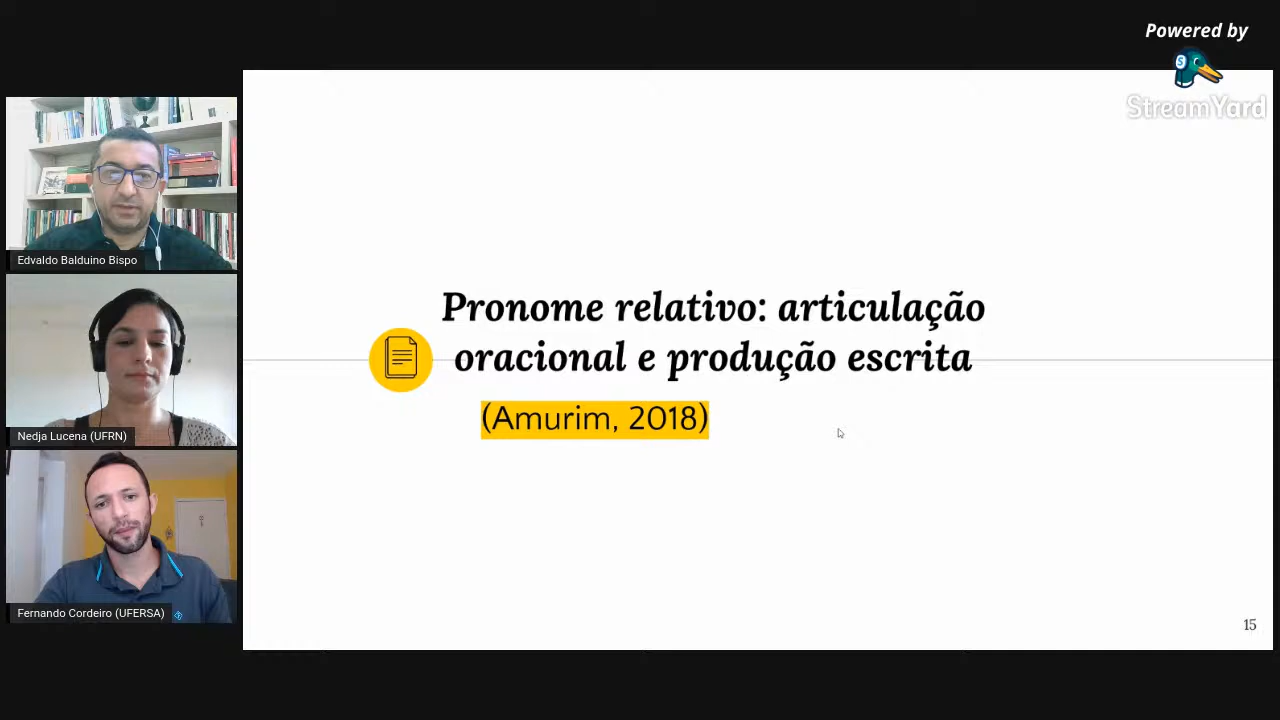 Powered by
StreamYard
Edvaldo Balduino Bispo
Nedja Lucena (UFRN)
Fernando Cordeiro (UFERSA)
Pronome relativo: articulação
oracional e produção escrita
(Amurim, 2018)
15